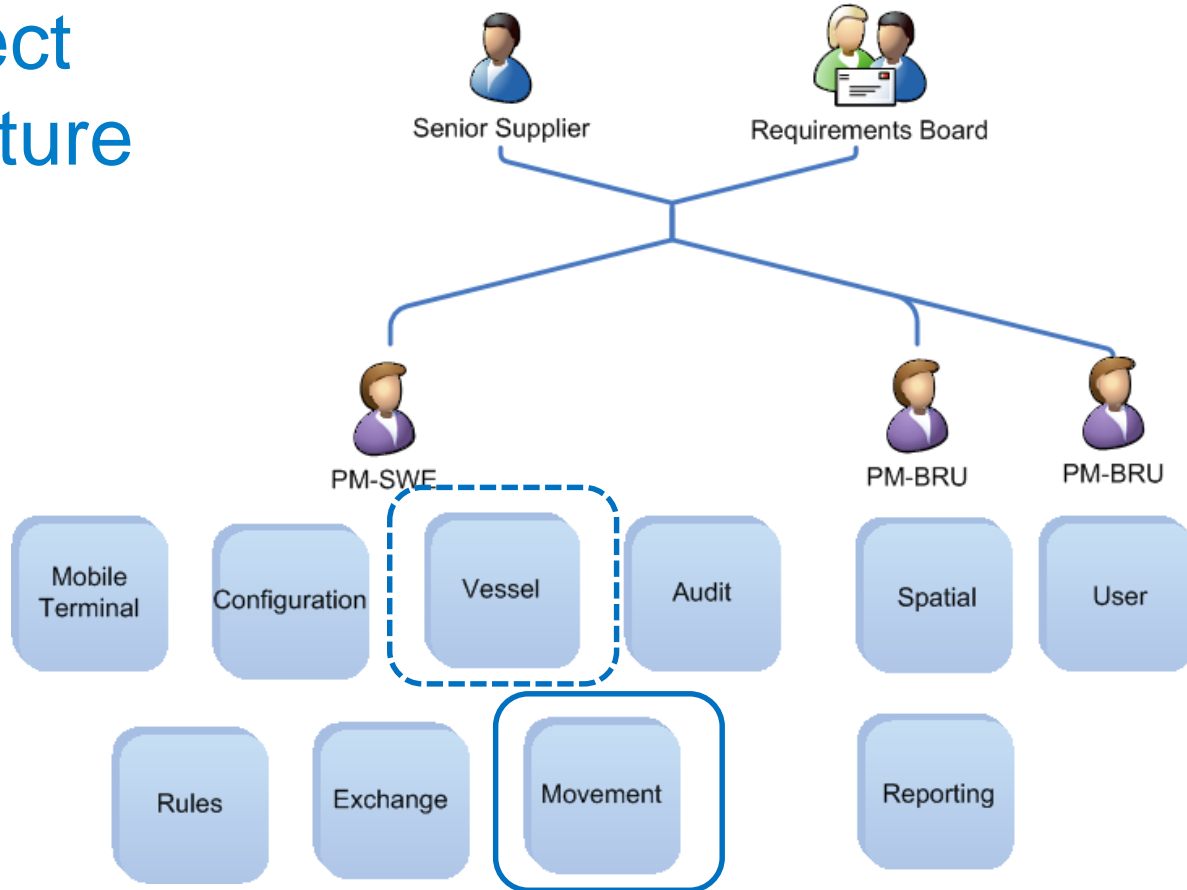 ect
ture
Senior Supplier
Requirements Board
PM-SWE
PM-BRU
PM-BRU
Mobile
Terminal
Configuration
Vessel
Audit
Spatial
User
Rules
Exchange
Movement
Reporting